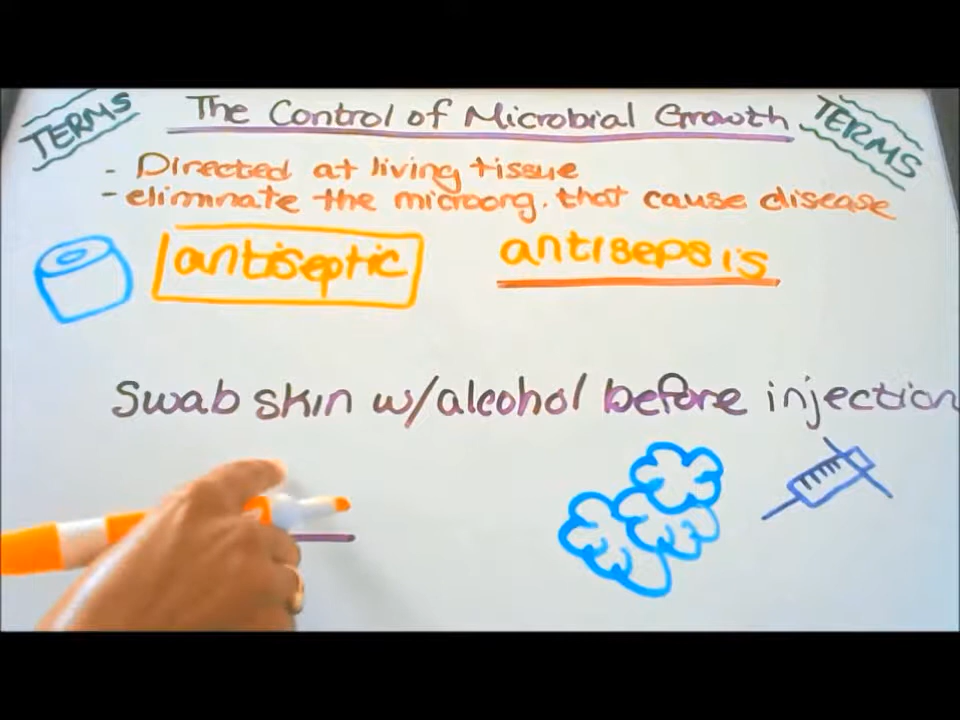 TERMS
The Control of Microbial Growth
TERMS
- Directed at living tissue
- eliminate the microorg. that cause disease
antiseptic
antisepsis
Swab skin w/alcohol before injection